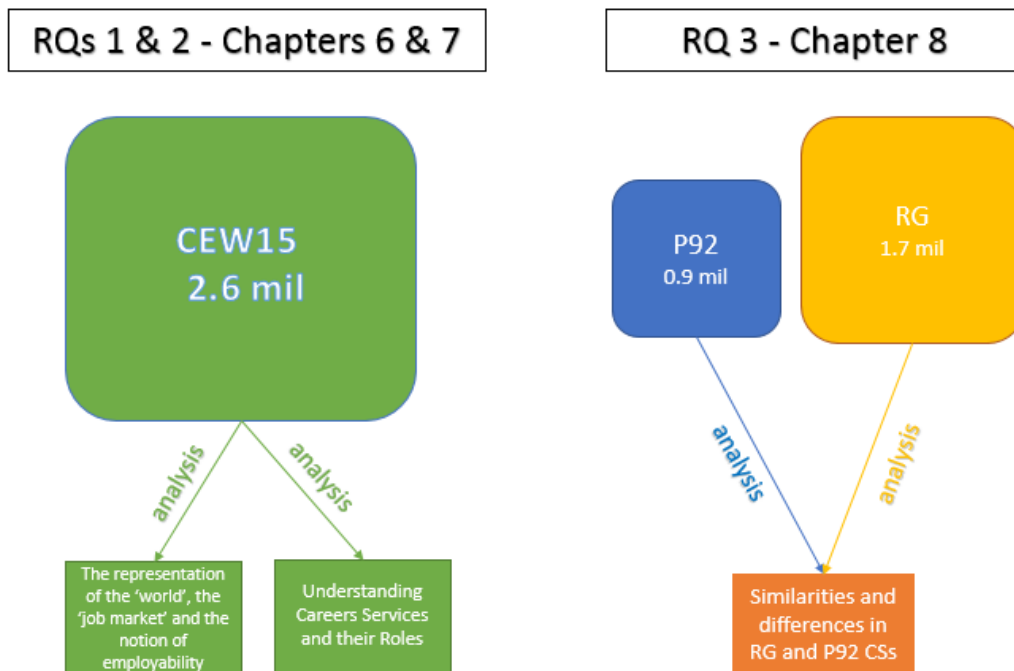 RQs 1 & 2 - Chapters 6 & 7
CEW15
2.6 mil
analysis
analysis
The representation
of the ‘world’, the
‘job market’ and the
notion of
employability
Understanding
Careers Services
and their Roles
RQ 3 - Chapter 8
P92
0.9 mil
RG
1.7 mil
analysis
analysis
Similarities and
differences in
RG and P92 CSs